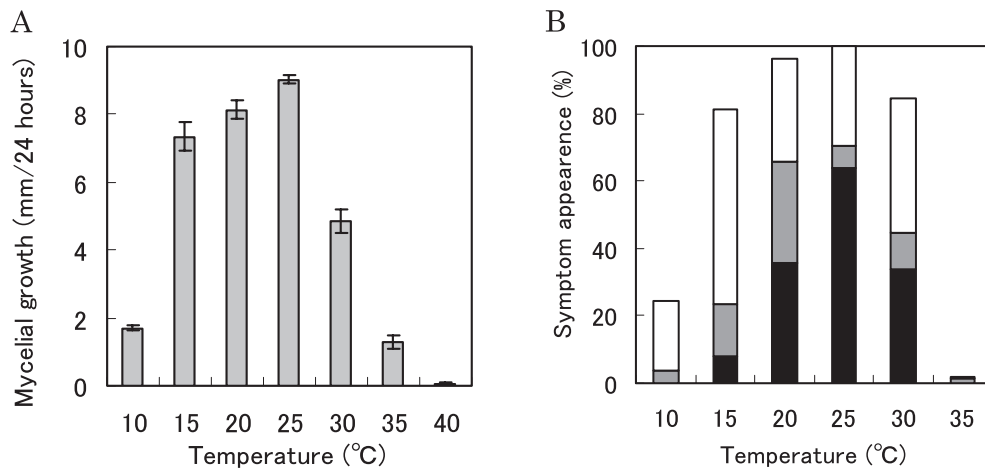 A
Mycelial growth (mm/24 hours)
10
8
6
4
2
0
10 15 20 25 30 35 40
Temperature (℃)
B
Symptom appearence (%)
100
80
60
40
20
0
10 15 20 25 30 35
Temperature (℃)